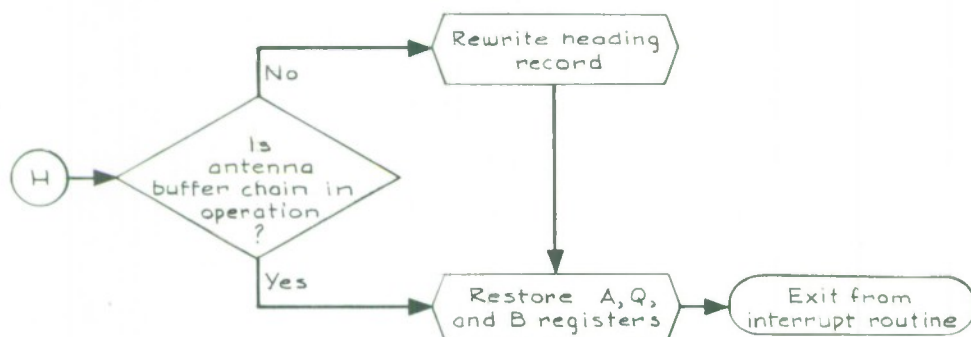 H
Is
antenna
buffer chain in
operation
?
No
Rewrite heading
record
Yes
Restore A, Q,
and B registers
Exit from
interrupt routine